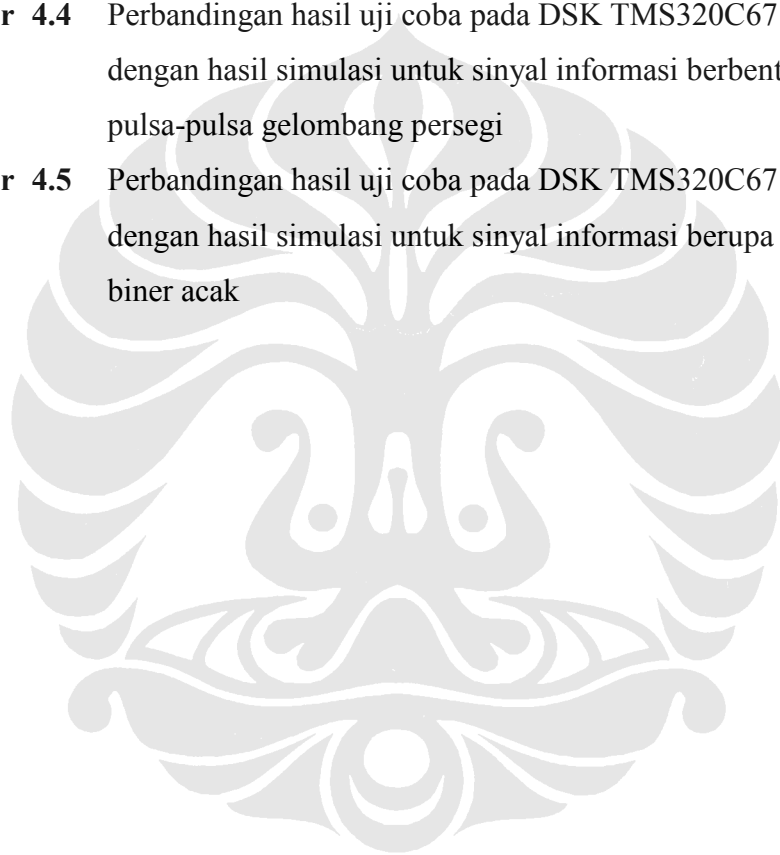 r 4.4 Perbandingan hasil uji coba pada DSK TMS320C67
dengan hasil simulasi untuk sinyal informasi berbent
pulsa-pulsa gelombang persegi
r 4.5 Perbandingan hasil uji coba pada DSK TMS320C67
dengan hasil simulasi untuk sinyal informasi berupa
biner acak